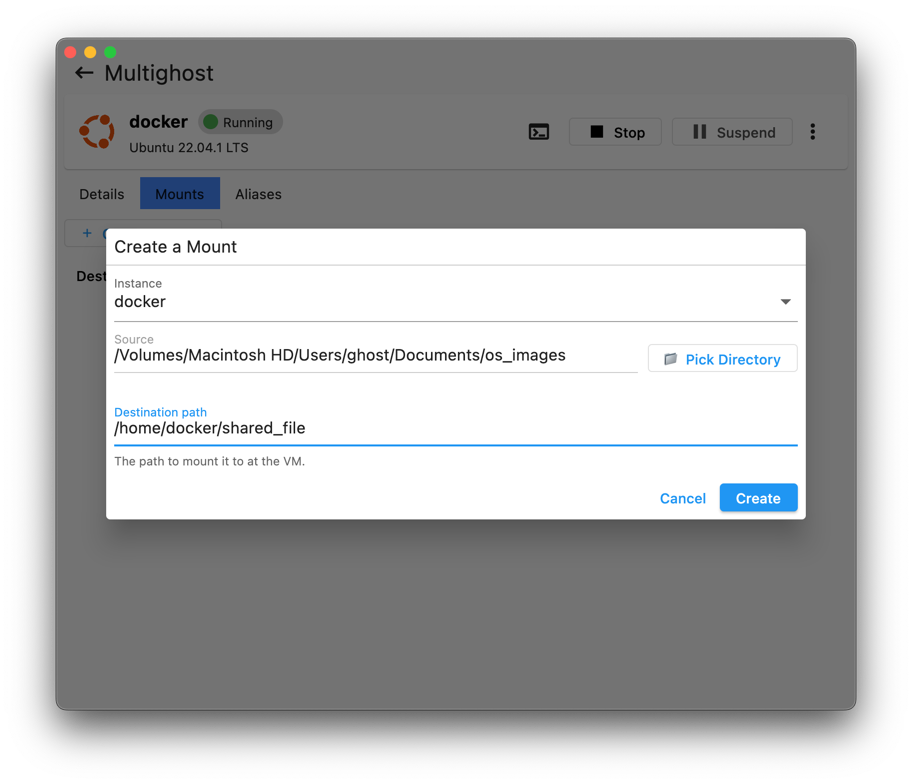 Multighost
docker Running
Ubuntu 22.04.1 LTS
Stop
Suspend
Details Mounts Aliases
+
Dest
Create a Mount
Instance
docker
Source
/Volumes/Macintosh HD/Users/ghost/Documents/os_images
Pick Directory
Destination path
/home/docker/shared_file
The path to mount it to at the VM.
Cancel Create